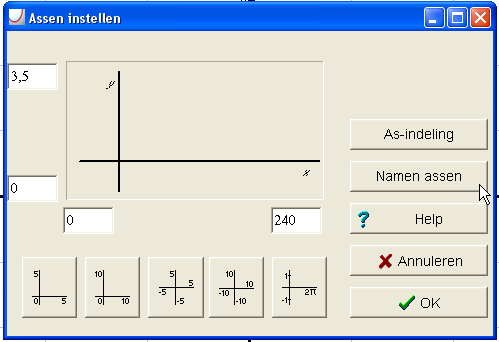 Assen instellen
3,5
y
As-indeling
x
Namen assen
0
0
240
Help
Annuleren
5
0
5
10
0
10
5
-5
5
-5
10
-10
10
-10
1
-1
2π
OK